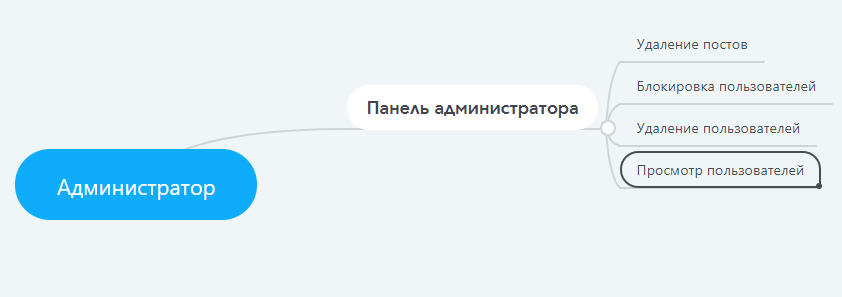 Удаление постов
Блокировка пользователей
Панель администратора
Удаление пользователей
Просмотр пользователей
Администратор